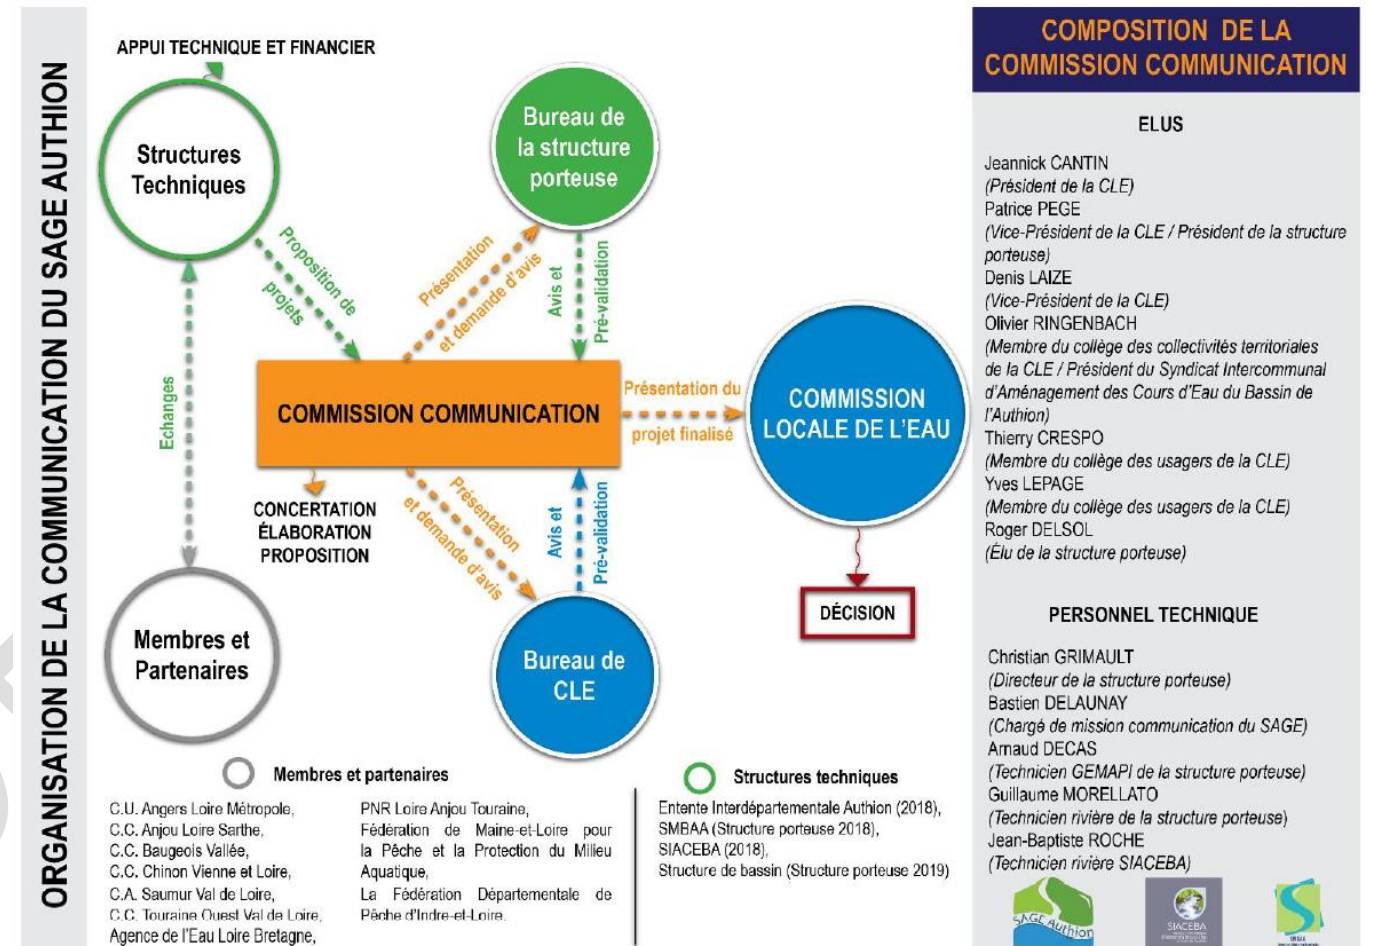 ORGANISATION DE LA COMMUNICATION DU SAGE AUTHION
APPUI TECHNIQUE ET FINANCIER
Structures
Techniques
Bureau de
la structure
porteuse
Proposition de
projets
Présentation
et demande d'avis
Avis et
Pré-validation
Echanges
COMMISSION COMMUNICATION
Présentation du
projet finalisé
COMMISSION
LOCALE DE L'EAU
CONCERTATION
ÉLABORATION
PROPOSITION
Présentation
et demande d'avis
Avis et
Pré-validation
DÉCISION
Membres et
Partenaires
Bureau de
CLE
Membres et partenaires
C.U. Angers Loire Métropole,
C.C. Anjou Loire Sarthe,
C.C. Baugeois Vallée,
C.C. Chinon Vienne et Loire,
C.A. Saumur Val de Loire,
C.C. Touraine Ouest Val de Loire,
Agence de l'Eau Loire Bretagne,
PNR Loire Anjou Touraine,
Fédération de Maine-et-Loire pour
la Pêche et la Protection du Milieu
Aquatique,
La Fédération Départementale de
Pêche d'Indre-et-Loire.
Structures techniques
Entente Interdépartementale Authion (2018),
SMBAA (Structure porteuse 2018),
SIACEBA (2018),
Structure de bassin (Structure porteuse 2019)
COMPOSITION DE LA
COMMISSION COMMUNICATION
ELUS
Jeannick CANTIN
(Président de la CLE)
Patrice PEGE
(Vice-Président de la CLE / Président de la structure
porteuse)
Denis LAIZE
(Vice-Président de la CLE)
Olivier RINGENBACH
(Membre du collège des collectivités territoriales
de la CLE / Président du Syndicat Intercommunal
d'Aménagement des Cours d'Eau du Bassin de
l'Authion)
Thierry CRESPO
(Membre du collège des usagers de la CLE)
Yves LEPAGE
(Membre du collège des usagers de la CLE)
Roger DELSOL
(Élu de la structure porteuse)
PERSONNEL TECHNIQUE
Christian GRIMAULT
(Directeur de la structure porteuse)
Bastien DELAUNAY
(Chargé de mission communication du SAGE)
Arnaud DECAS
(Technicien GEMAPI de la structure porteuse)
Guillaume MORELLATO
(Technicien rivière de la structure porteuse)
Jean-Baptiste ROCHE
(Technicien rivière SIACEBA)
SAGE Authion
SIACEBA